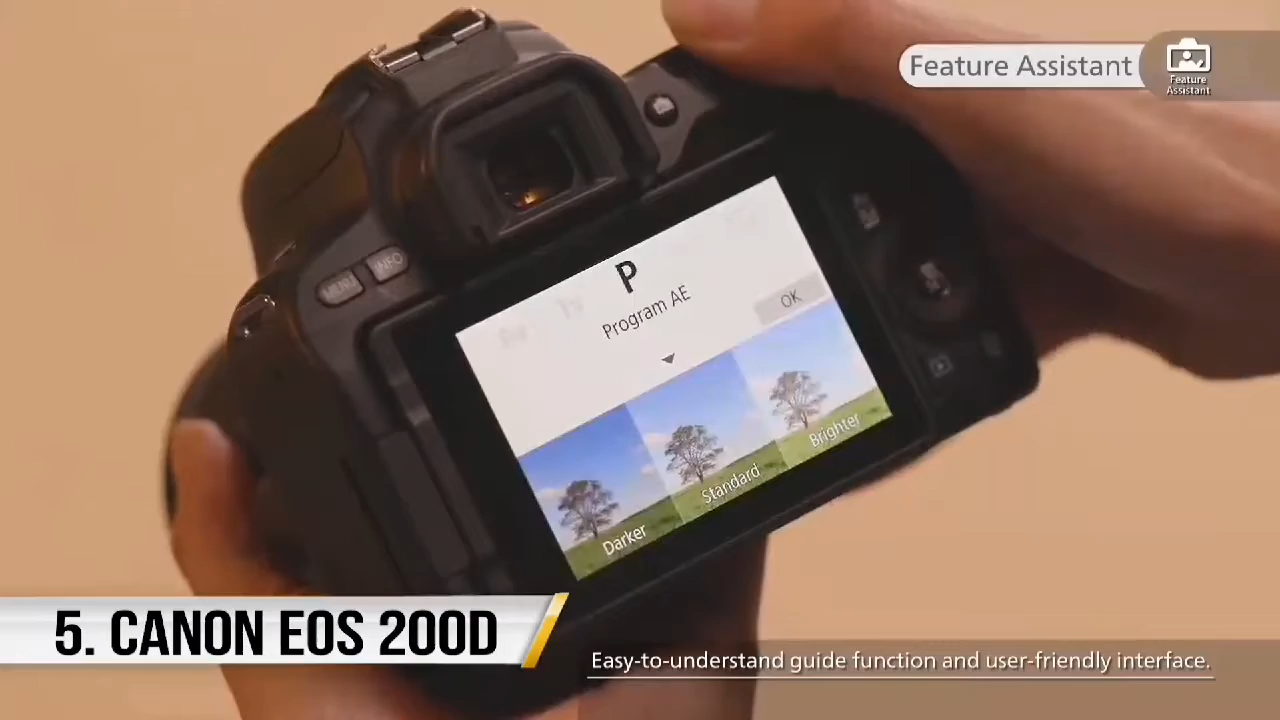 Feature Assistant
Feature
Assistant
INFO
MENU
P
Program AE
OK
Brighter
Standard
Darker
5. CANON EOS 200D
Easy-to-understand guide function and user-friendly interface.